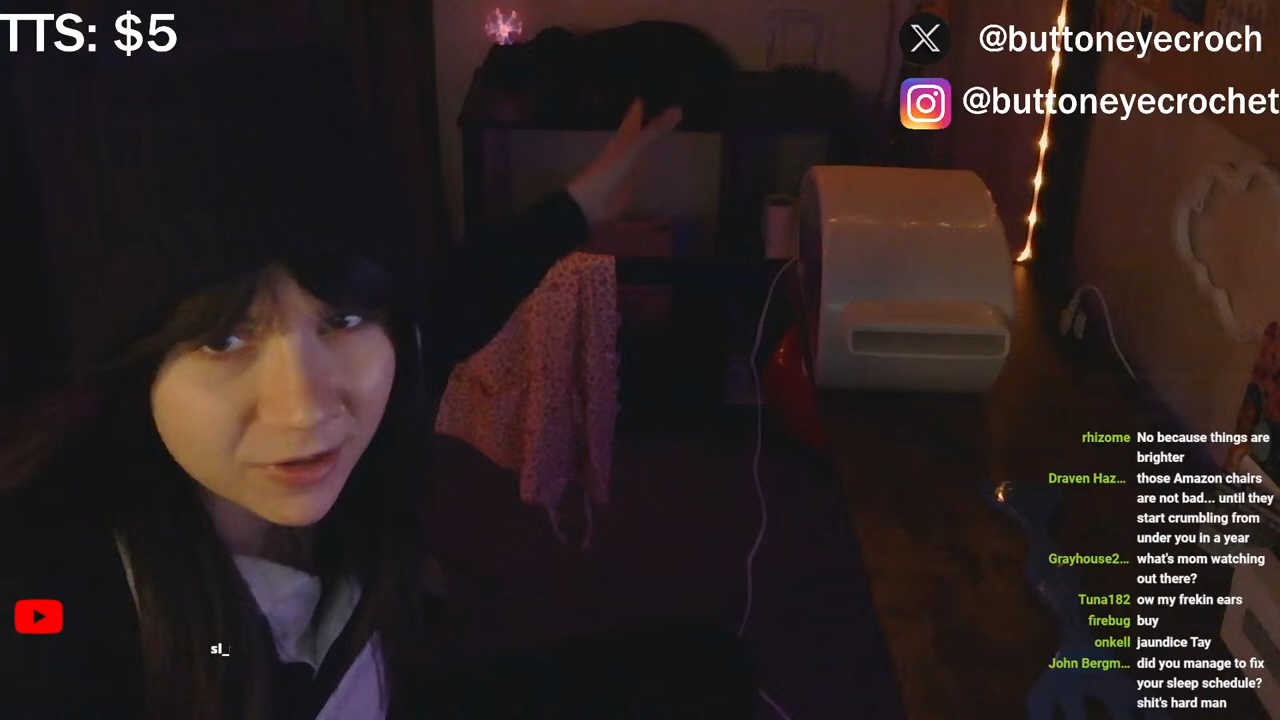 TTS: $5
@buttoneyecroch
@buttoneyecrochet
rhizome No because things are
brighter
Draven Haz... those Amazon chairs
are not bad... until they
start crumbling from
under you in a year
Grayhouse2... what's mom watching
out there?
Tuna182 ow my frekin ears
firebug buy
onkell jaundice Tay
John Bergm... did you manage to fix
your sleep schedule?
shit's hard man
sl_